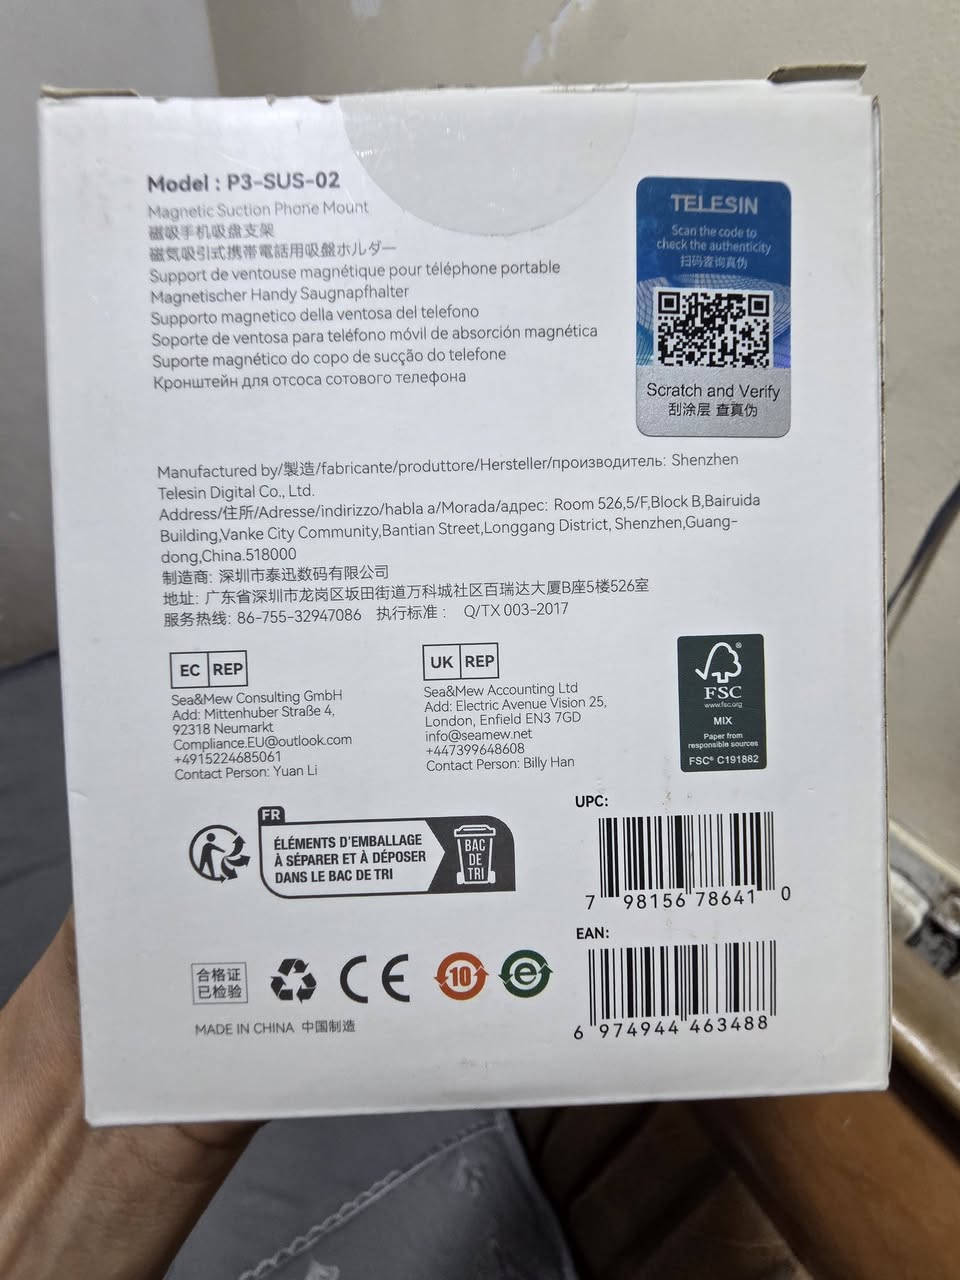 Model : P3-SUS-02
Magnetic Suction Phone Mount
磁吸手机吸盘支架
磁気吸引式携帯電話用吸盤ホルダー
Support de ventouse magnétique pour téléphone portable
Magnetischer Handy Saugnapfhalter
Supporto magnetico della ventosa del telefono
Soporte de ventosa para teléfono móvil de absorción magnética
Suporte magnético do copo de sucção do telefone
Кронштейн для отсоса сотового телефона
TELESIN
Scan the code to
check the authenticity
扫码查询真伪
Scratch and Verify
刮涂层 查真伪
Manufactured by/製造/fabricante/produttore/Hersteller/производитель: Shenzhen
Telesin Digital Co., Ltd.
Address/住所/Adresse/indirizzo/habla a/Morada/адрес: Room 526,5/F,Block B,Bairuida
Building,Vanke City Community,Bantian Street,Longgang District, Shenzhen,Guang-
dong,China.518000
制造商: 深圳市泰迅数码有限公司
地址: 广东省深圳市龙岗区坂田街道万科城社区百瑞达大厦B座5楼526室
服务热线: 86-755-32947086 执行标准: Q/TX 003-2017
EC REP
Sea&Mew Consulting GmbH
Add: Mittenhuber Straße 4,
92318 Neumarkt
Compliance.EU@outlook.com
+4915224685061
Contact Person: Yuan Li
UK REP
Sea&Mew Accounting Ltd
Add: Electric Avenue Vision 25,
London, Enfield EN3 7GD
info@seamew.net
+447399648608
Contact Person: Billy Han
FSC
www.fsc.org
MIX
Paper from
responsible sources
FSC® C191882
FR
ÉLÉMENTS D'EMBALLAGE
À SÉPARER ET À DÉPOSER
DANS LE BAC DE TRI
BAC
DE
TRI
UPC:
7 98156 78641 0
EAN:
6 974944 463488
合格证
已检验
CE
10
e
MADE IN CHINA 中国制造